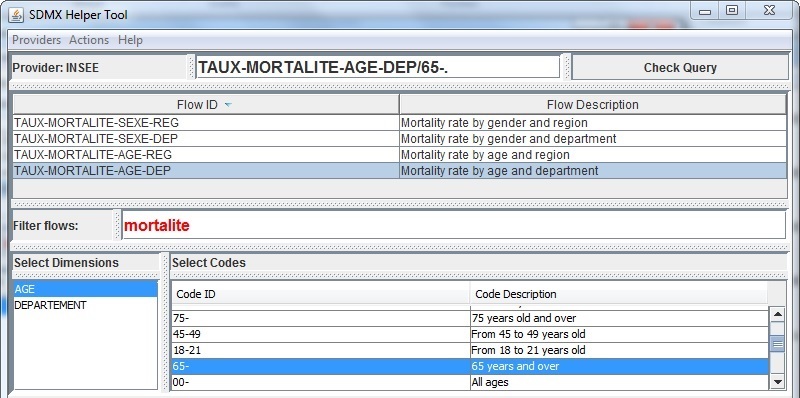 SDMX Helper Tool
Providers Actions Help
Provider: INSEE TAUX-MORTALITE-AGE-DEP/65-. Check Query
Flow ID Flow Description
TAUX-MORTALITE-SEXE-REG Mortality rate by gender and region
TAUX-MORTALITE-SEXE-DEP Mortality rate by gender and department
TAUX-MORTALITE-AGE-REG Mortality rate by age and region
TAUX-MORTALITE-AGE-DEP Mortality rate by age and department
Filter flows: mortalite
Select Dimensions Select Codes
AGE
DEPARTEMENT
Code ID Code Description
75- 75 years old and over
45-49 From 45 to 49 years old
18-21 From 18 to 21 years old
65- 65 years and over
00- All ages